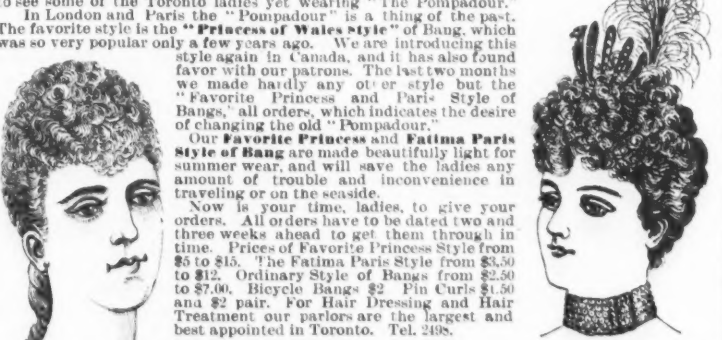 to see some of the Toronto ladies yet wearing "The Pompadour."
In London and Paris the "Pompadour" is a thing of the past.
The favorite style is the "Princess of Wales Style" of Bang, which
was so very popular only a few years ago. We are introducing this
style again in Canada, and it has also found
favor with our patrons. The last two months
we made hardly any ot er style but the
"Favorite Princess and Paris Style of
Bangs," all orders, which indicates the desire
of changing the old "Pompadour."
Our Favorite Princess and Fatima Paris
Style of Bang are made beautifully light for
summer wear, and will save the ladies any
amount of trouble and inconvenience in
traveling or on the seaside.
Now is your time, ladies, to give your
orders. All orders have to be dated two and
three weeks ahead to get them through in
time. Prices of Favorite Princess Style from
$5 to $15. The Fatima Paris Style from $3.50
to $12. Ordinary Style of Bangs from $2.50
to $7.00. Bicycle Bangs $2 Pin Curls $1.50
and $2 pair. For Hair Dressing and Hair
Treatment our parlors are the largest and
best appointed in Toronto. Tel. 2498.